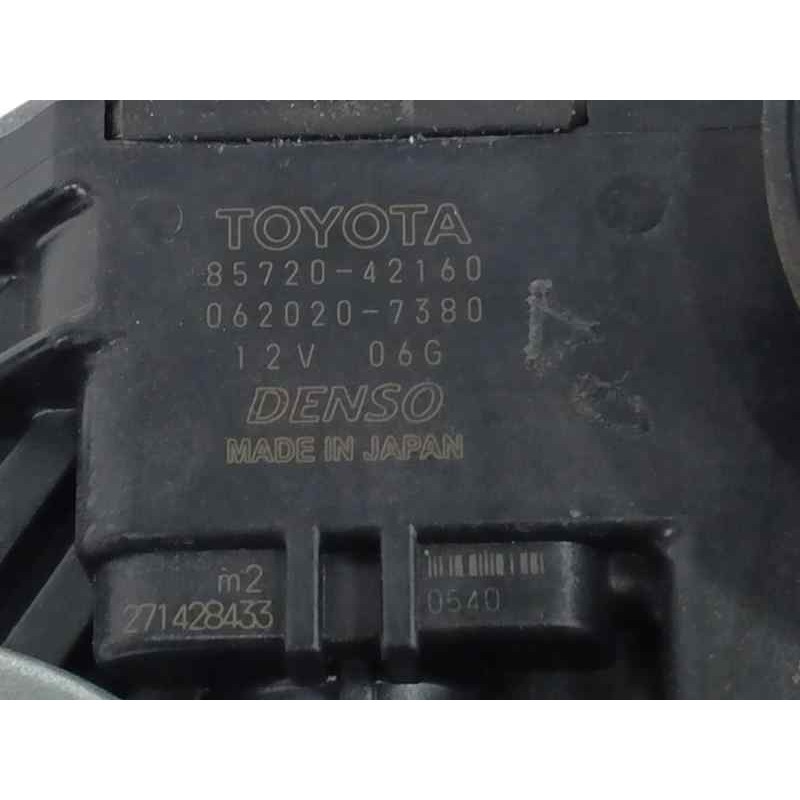 TOYOTA
85720-42160
062020-7380
12V 06G
DENSO
MADE IN JAPAN
m2
271428433
0540